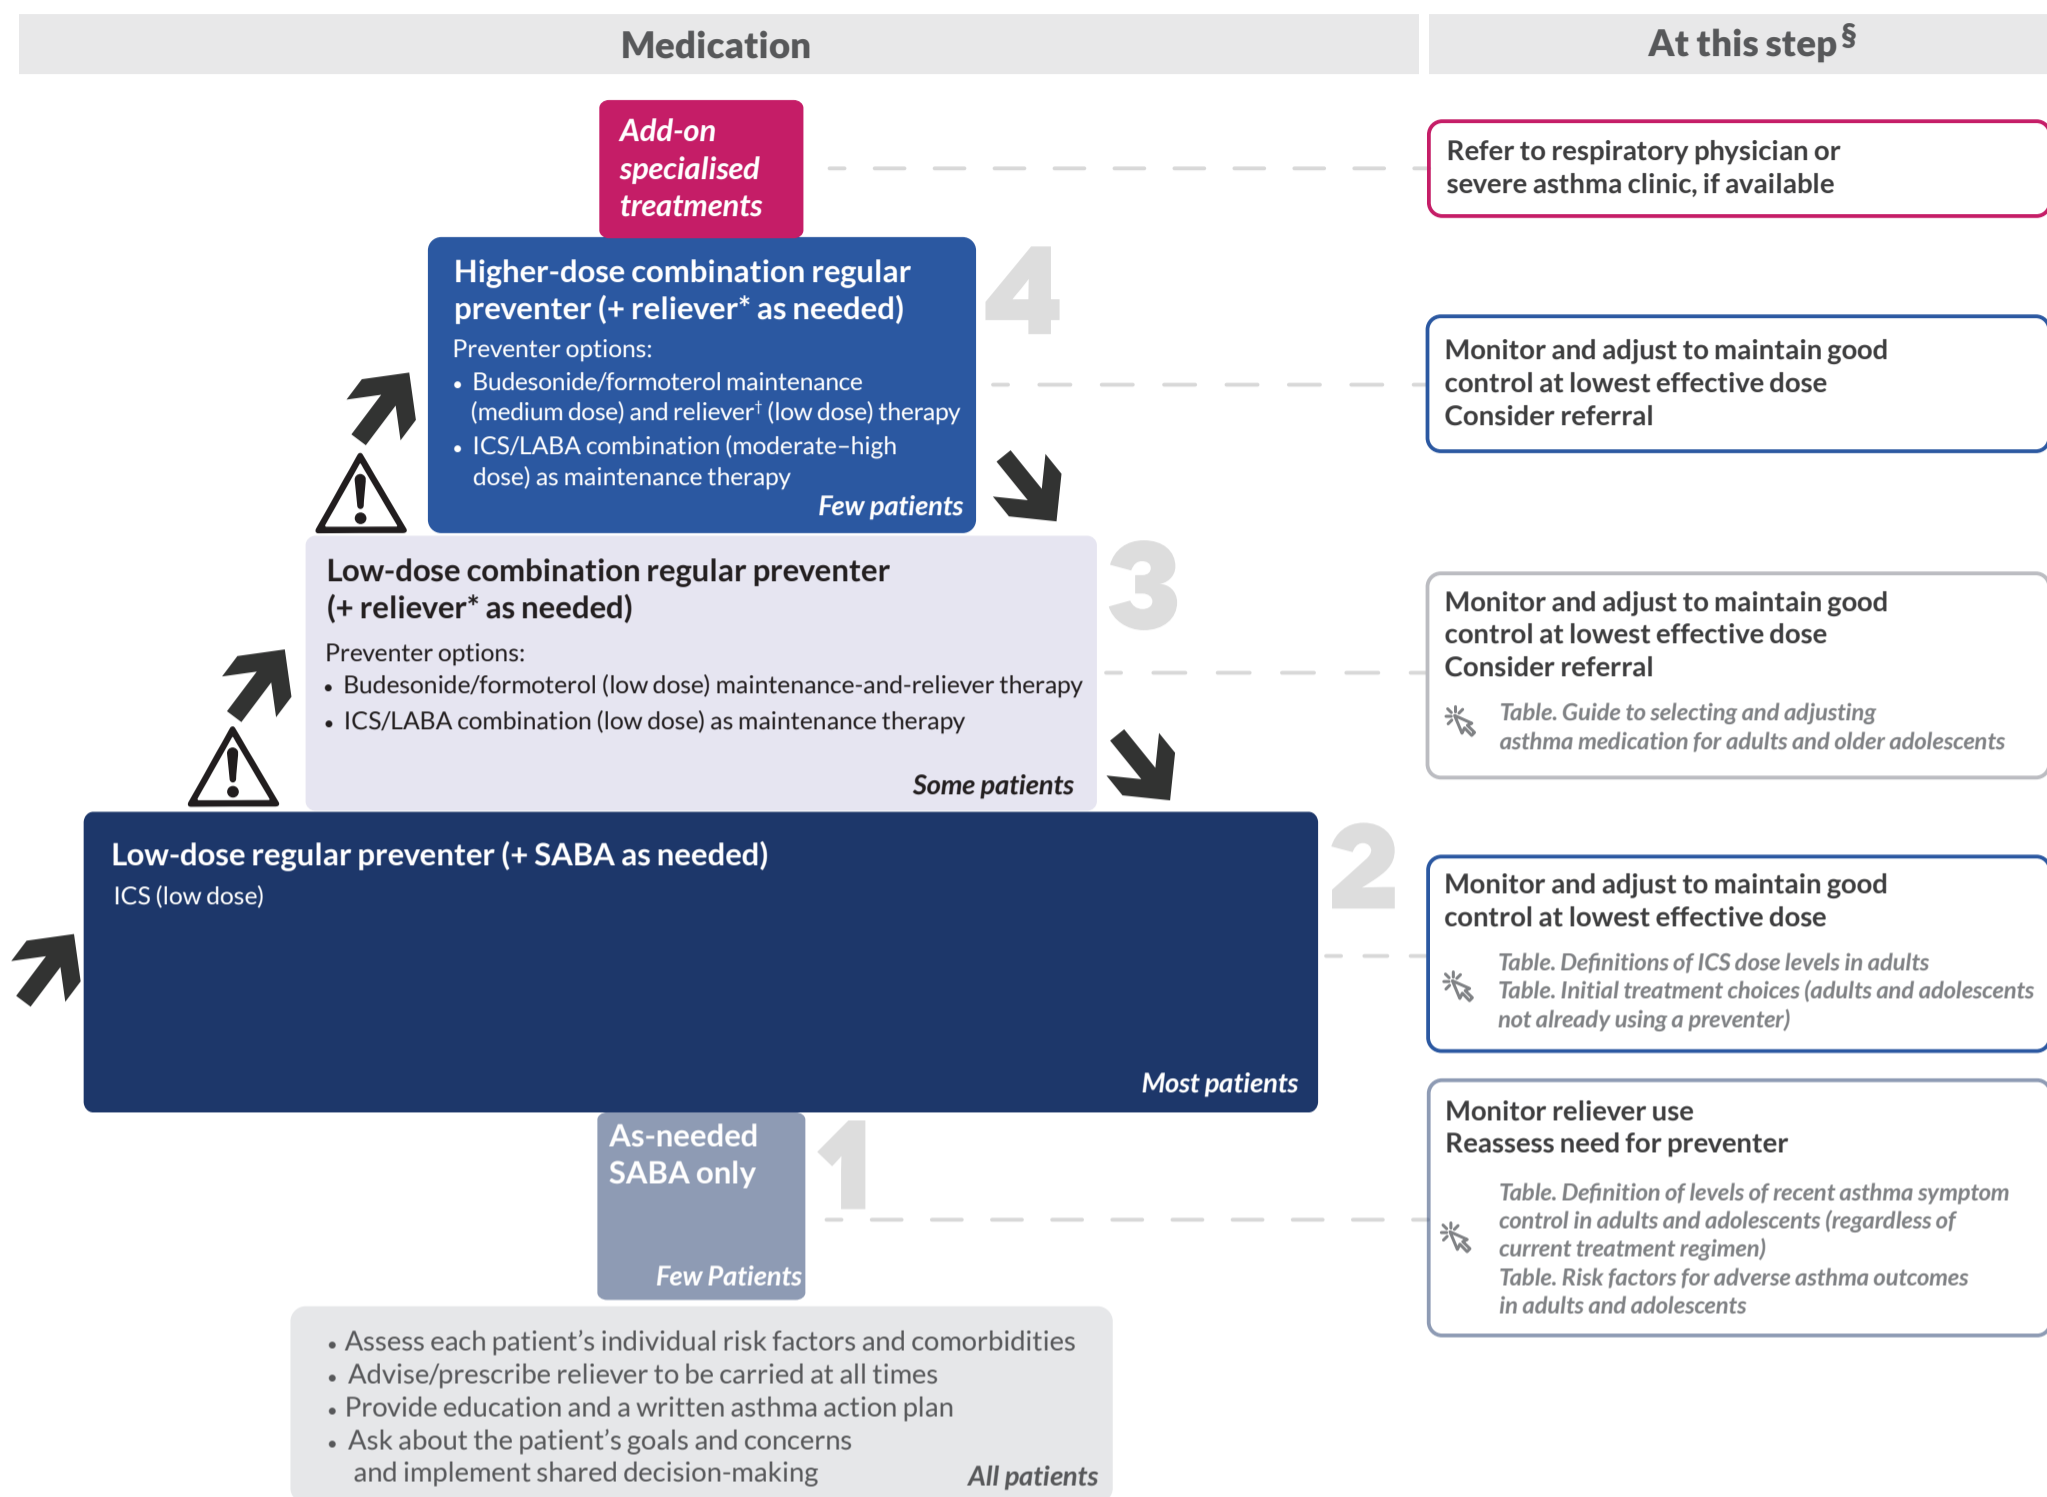 Medication
At this step§
Add-on
specialised
treatments
Refer to respiratory physician or
severe asthma clinic, if available
Higher-dose combination regular
preventer (+ reliever* as needed)
Preventer options:
• Budesonide/formoterol maintenance
(medium dose) and reliever† (low dose) therapy
• ICS/LABA combination (moderate–high
dose) as maintenance therapy
Few patients
4
Monitor and adjust to maintain good
control at lowest effective dose
Consider referral
Low-dose combination regular preventer
(+ reliever* as needed)
Preventer options:
• Budesonide/formoterol (low dose) maintenance-and-reliever therapy
• ICS/LABA combination (low dose) as maintenance therapy
Some patients
3
Monitor and adjust to maintain good
control at lowest effective dose
Consider referral
Table. Guide to selecting and adjusting
asthma medication for adults and older adolescents
Low-dose regular preventer (+ SABA as needed)
ICS (low dose)
Most patients
2
Monitor and adjust to maintain good
control at lowest effective dose
Table. Definitions of ICS dose levels in adults
Table. Initial treatment choices (adults and adolescents
not already using a preventer)
As-needed
SABA only
Few Patients
1
Monitor reliever use
Reassess need for preventer
Table. Definition of levels of recent asthma symptom
control in adults and adolescents (regardless of
current treatment regimen)
Table. Risk factors for adverse asthma outcomes
in adults and adolescents
• Assess each patient’s individual risk factors and comorbidities
• Advise/prescribe reliever to be carried at all times
• Provide education and a written asthma action plan
• Ask about the patient’s goals and concerns
and implement shared decision-making
All patients